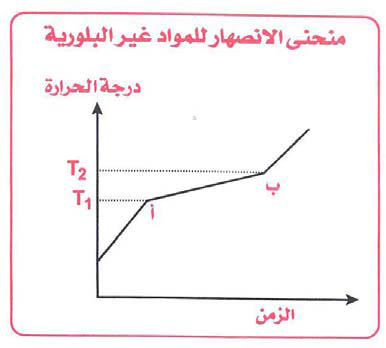 منحنى الانصهار للمواد غير البلورية
درجة الحرارة
T2
ب
T1
أ
الزمن